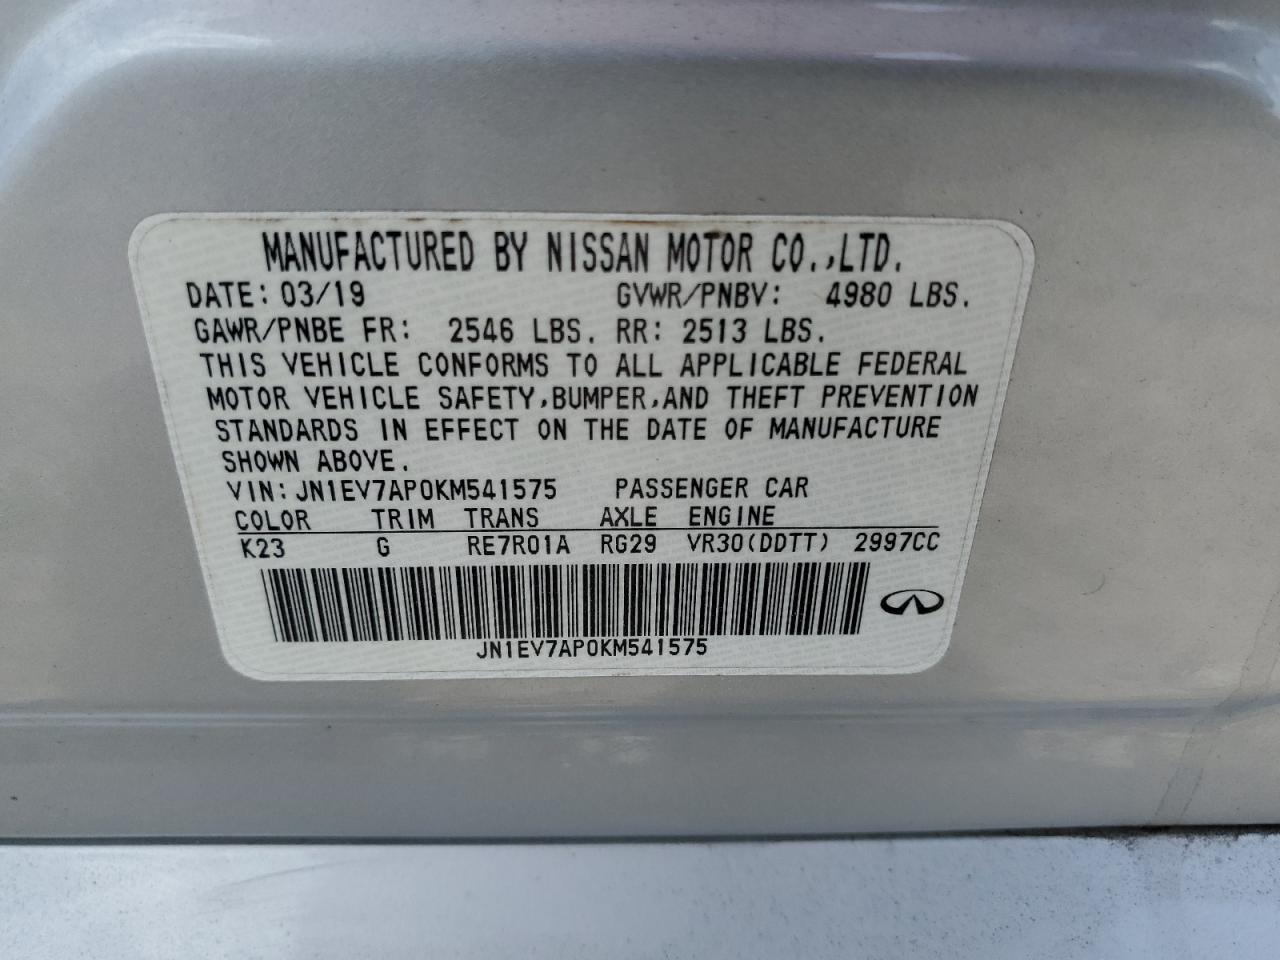 MANUFACTURED BY NISSAN MOTOR CO.,LTD.
DATE: 03/19 GVWR/PNBV: 4980 LBS.
GAWR/PNBE FR: 2546 LBS. RR: 2513 LBS.
THIS VEHICLE CONFORMS TO ALL APPLICABLE FEDERAL
MOTOR VEHICLE SAFETY,BUMPER,AND THEFT PREVENTION
STANDARDS IN EFFECT ON THE DATE OF MANUFACTURE
SHOWN ABOVE.
VIN: JN1EV7AP0KM541575 PASSENGER CAR
COLOR TRIM TRANS AXLE ENGINE
K23 G RE7R01A RG29 VR30(DDTT) 2997CC
JN1EV7AP0KM541575